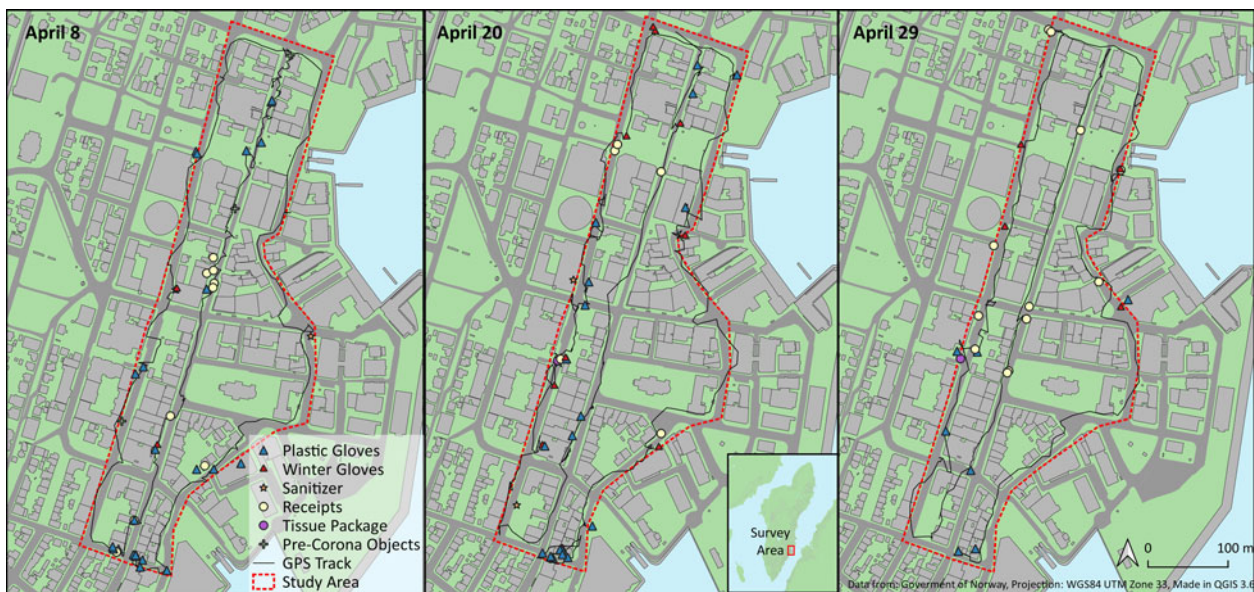 April 8
April 20
April 29
Plastic Gloves
Winter Gloves
Sanitizer
Receipts
Tissue Package
Pre-Corona Objects
GPS Track
Study Area
Survey
Area
0 100 m
Data from: Goverment of Norway, Projection: WGS84 UTM Zone 33, Made in QGIS 3.6